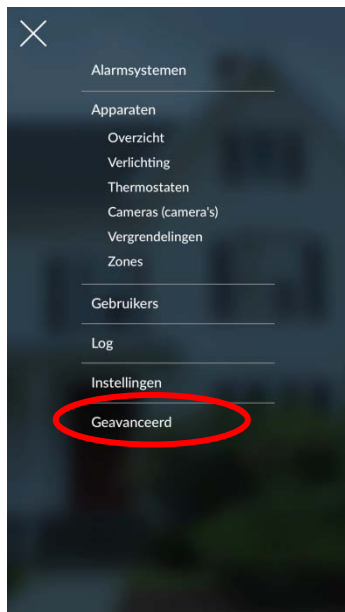 Alarmsystemen
Apparaten
Overzicht
Verlichting
Thermostaten
Cameras (camera's)
Vergrendelingen
Zones
Gebruikers
Log
Instellingen
Geavanceerd